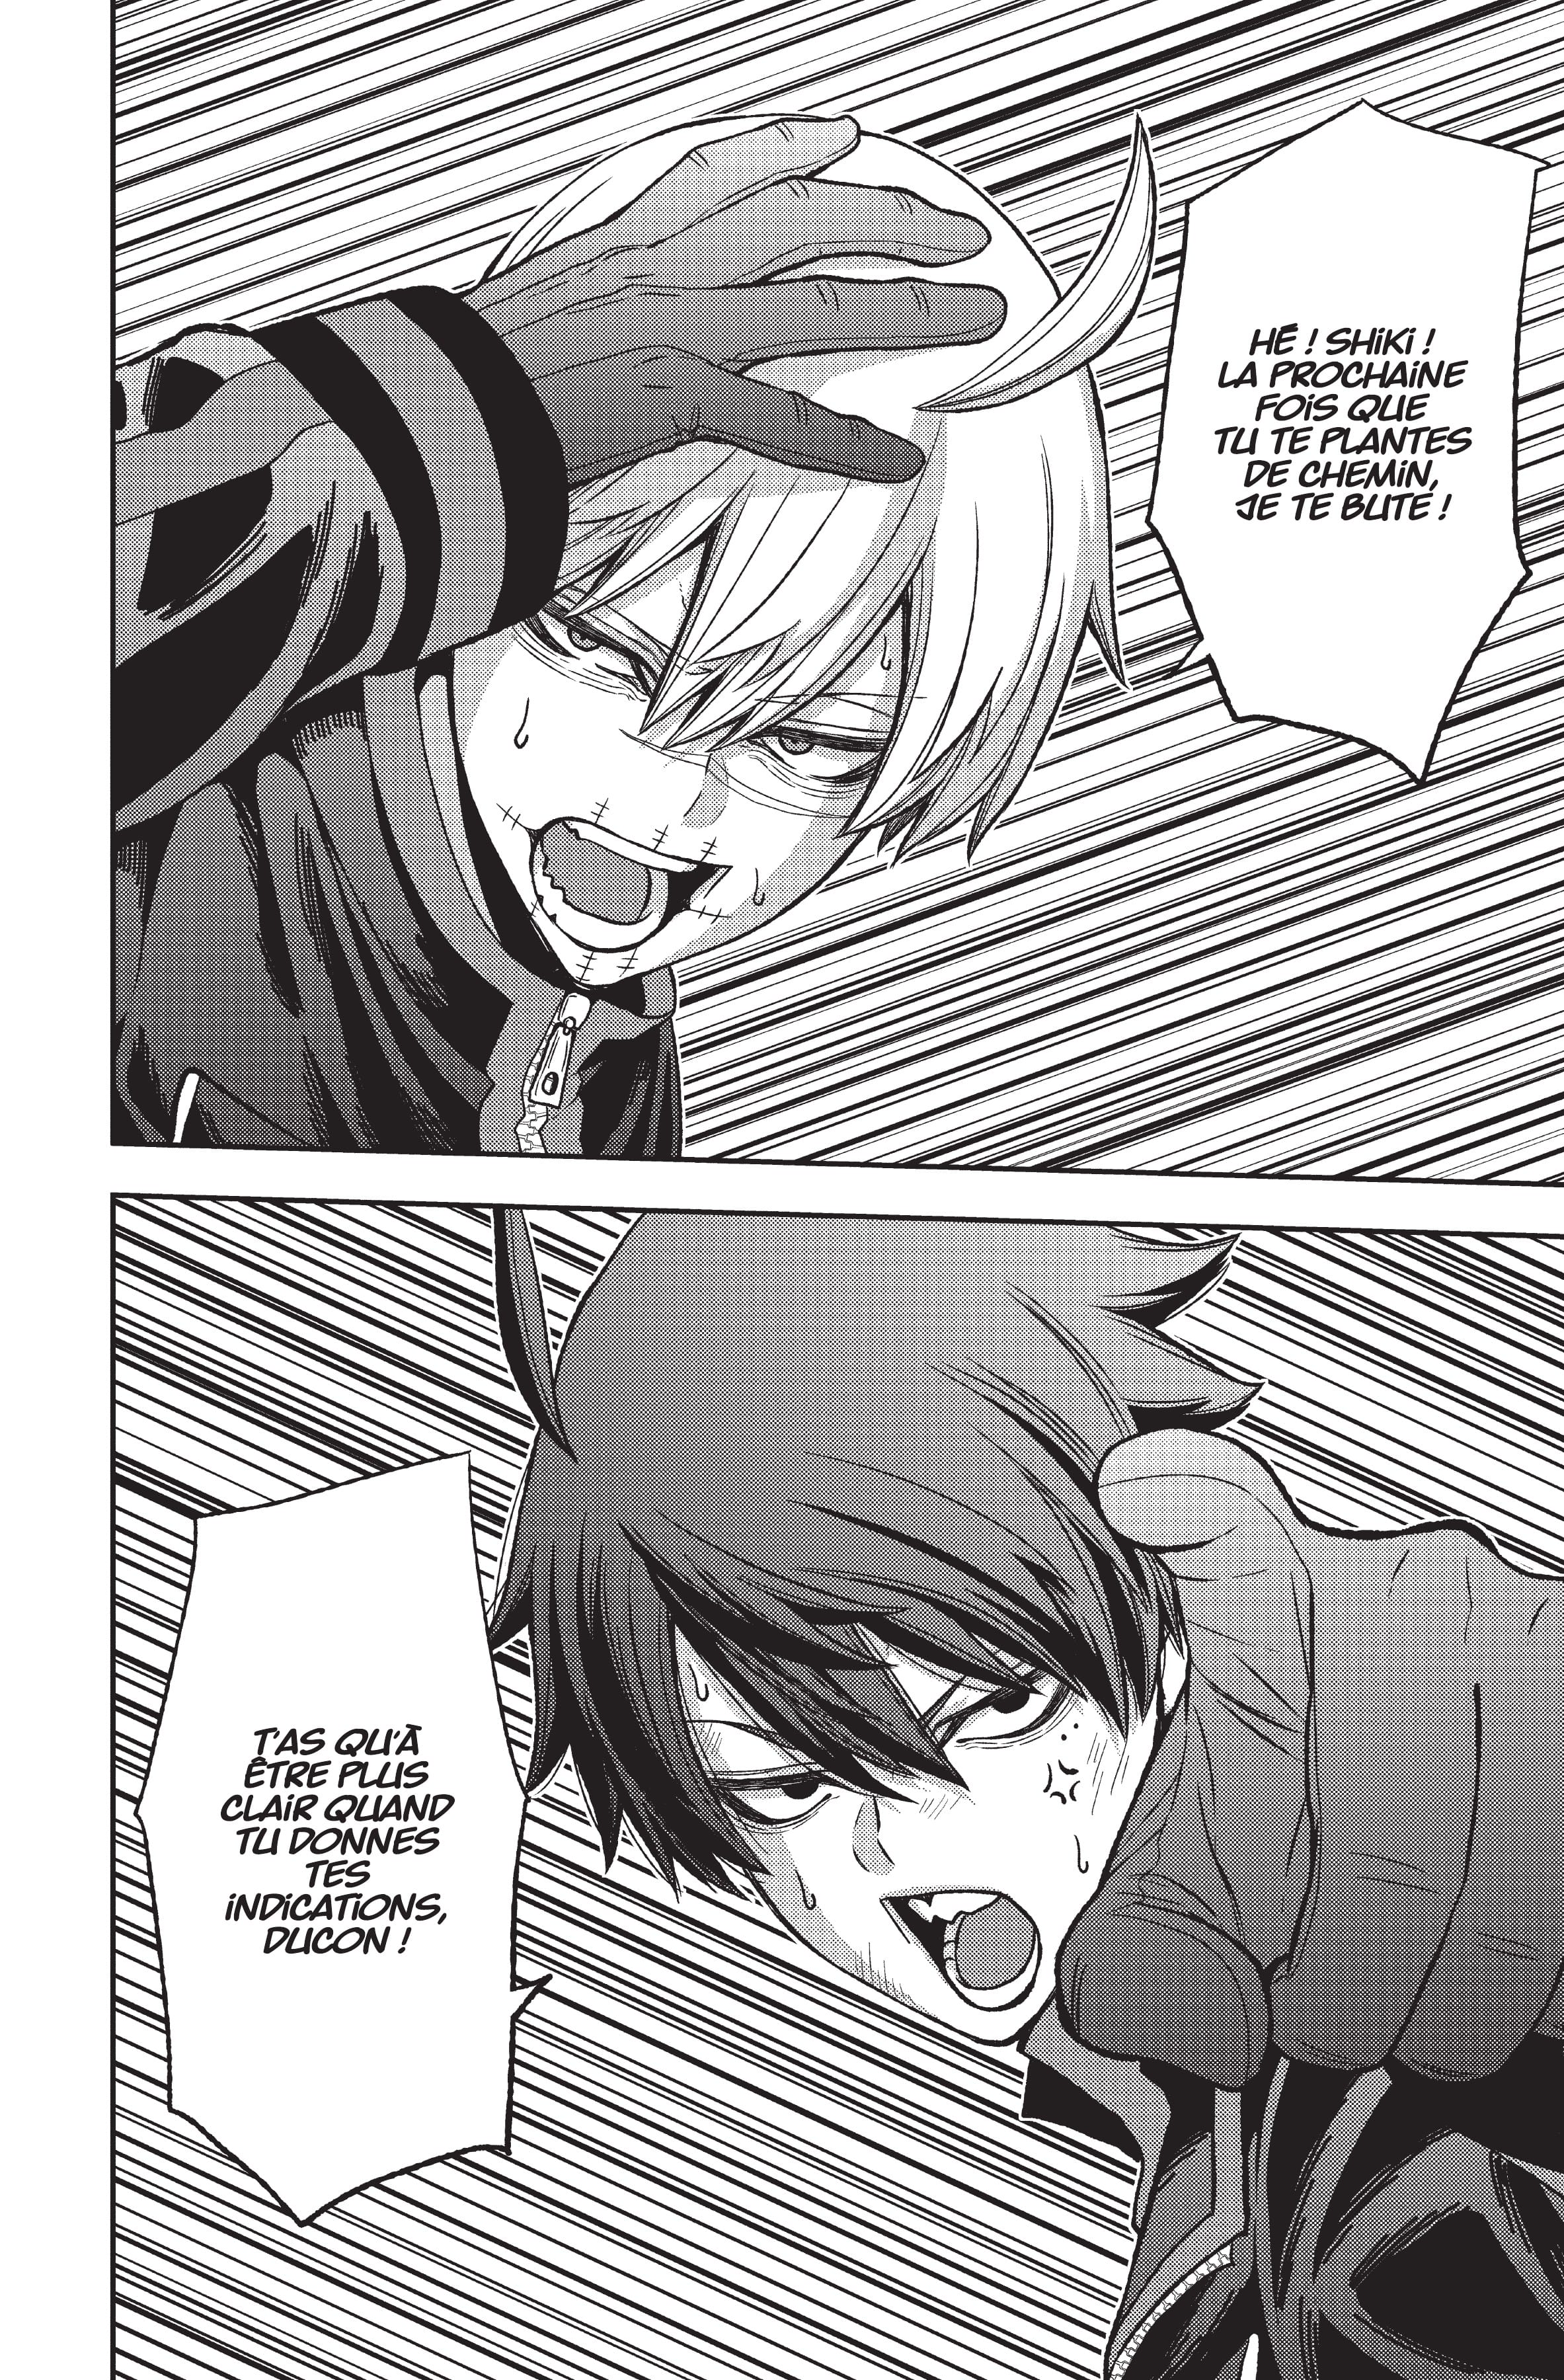 HÉ ! SHIKI !
LA PROCHAINE
FOIS QUE
TU TE PLANTES
DE CHEMIN,
JE TE BUTE !
T'AS QU'À
ÊTRE PLUS
CLAIR QUAND
TU DONNES
TES
INDICATIONS,
DUCON !